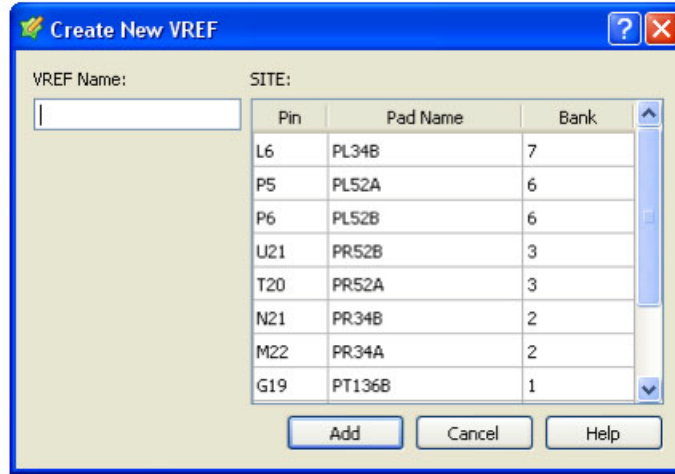 Create New VREF
VREF Name: SITE:
Pin Pad Name Bank
L6 PL34B 7
P5 PL52A 6
P6 PL52B 6
U21 PR52B 3
T20 PR52A 3
N21 PR34B 2
M22 PR34A 2
G19 PT136B 1
Add Cancel Help